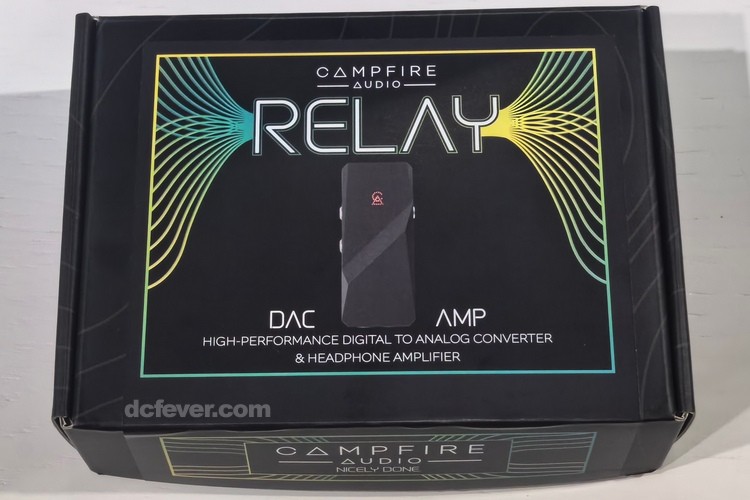 CAMPFIRE
AUDIO
RELAY
DAC AMP
HIGH-PERFORMANCE DIGITAL TO ANALOG CONVERTER
& HEADPHONE AMPLIFIER
dcfever.com
CAMPFIRE
AUDIO
NICELY DONE